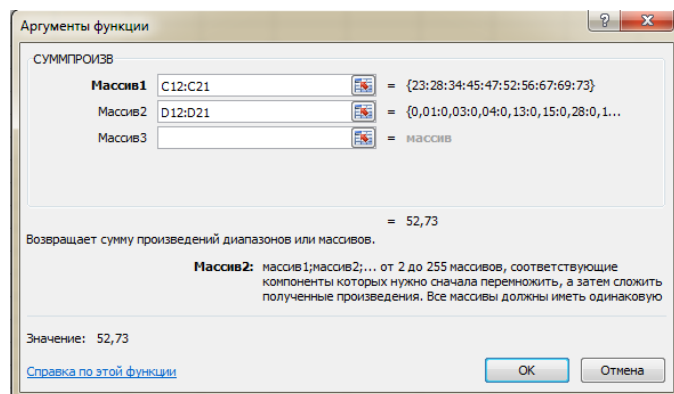 Аргументы функции
СУММПРОИЗВ
Массив1 C12:C21 = {23:28:34:45:47:52:56:67:69:73}
Массив2 D12:D21 = {0,01:0,03:0,04:0,13:0,15:0,28:0,1...
Массив3 = массив
= 52,73
Возвращает сумму произведений диапазонов или массивов.
Массив2: массив1;массив2;... от 2 до 255 массивов, соответствующие
компоненты которых нужно сначала перемножить, а затем сложить
полученные произведения. Все массивы должны иметь одинаковую
Значение: 52,73
Справка по этой функции
ОК Отмена